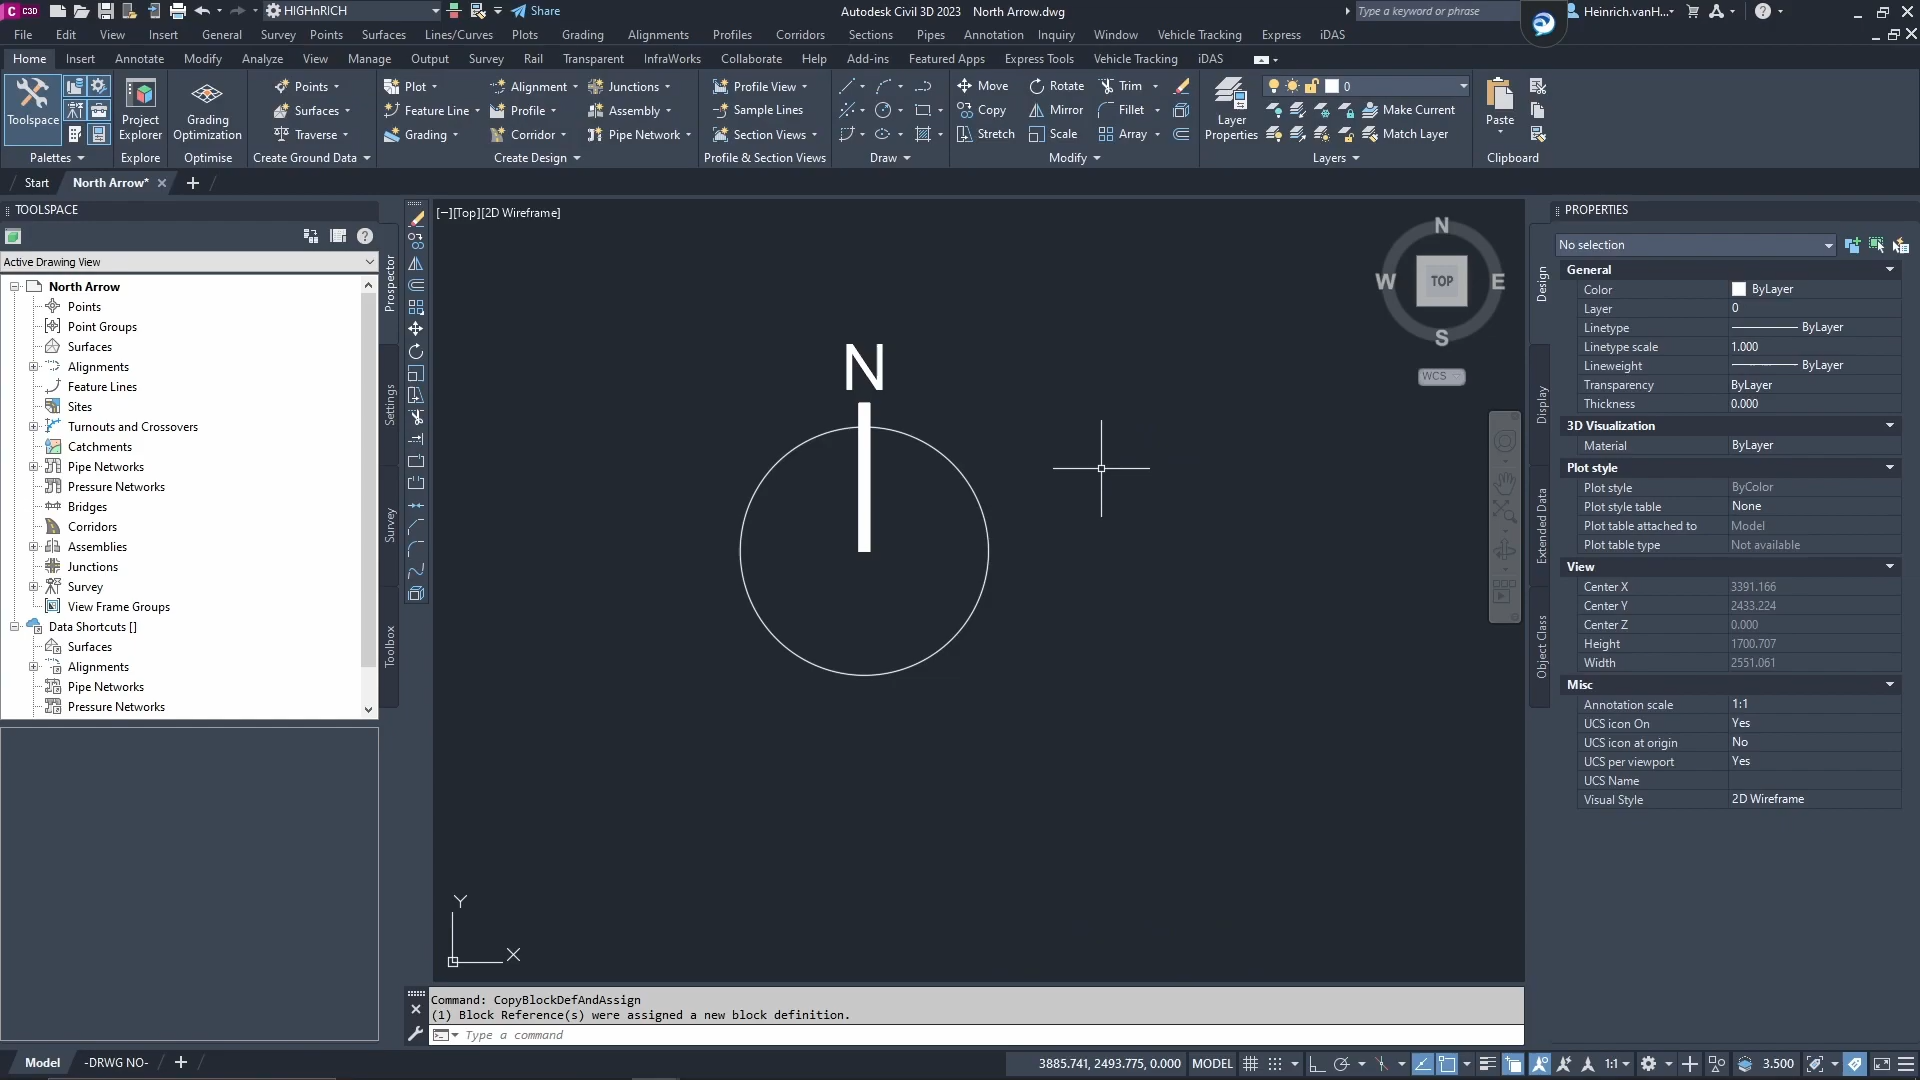 C C3D HIGHnRICH Share Autodesk Civil 3D 2023 North Arrow.dwg Type a keyword or phrase Heinrich.vanH...
File Edit View Insert General Survey Points Surfaces Lines/Curves Plots Grading Alignments Profiles Corridors Sections Pipes Annotation Inquiry Window Vehicle Tracking Express iDAS
Home Insert Annotate Modify Analyze View Manage Output Survey Rail Transparent InfraWorks Collaborate Help Add-ins Featured Apps Express Tools Vehicle Tracking iDAS
Points Plot Alignment Junctions Profile View Move Rotate Trim 0
Toolspace Project Explorer Grading Optimization Surfaces Feature Line Profile Assembly Sample Lines Copy Mirror Fillet Layer Properties Make Current Paste
Traverse Grading Corridor Pipe Network Section Views Stretch Scale Array Match Layer
Palettes Explore Optimise Create Ground Data Create Design Profile & Section Views Draw Modify Layers Clipboard
Start North Arrow*
TOOLSPACE
Active Drawing View
North Arrow
Points
Point Groups
Surfaces
Alignments
Feature Lines
Sites
Turnouts and Crossovers
Catchments
Pipe Networks
Pressure Networks
Bridges
Corridors
Assemblies
Junctions
Survey
View Frame Groups
Data Shortcuts []
Surfaces
Alignments
Pipe Networks
Pressure Networks
Prospector
Settings
Survey
Toolbox
[−][Top][2D Wireframe]
N
W TOP E
S
WCS
N
Y
X
Command: CopyBlockDefAndAssign
(1) Block Reference(s) were assigned a new block definition.
Type a command
Design
Display
Extended Data
Object Class
PROPERTIES
No selection
General
Color ByLayer
Layer 0
Linetype ByLayer
Linetype scale 1.000
Lineweight ByLayer
Transparency ByLayer
Thickness 0.000
3D Visualization
Material ByLayer
Plot style
Plot style ByColor
Plot style table None
Plot table attached to Model
Plot table type Not available
View
Center X 3391.166
Center Y 2433.224
Center Z 0.000
Height 1700.707
Width 2551.061
Misc
Annotation scale 1:1
UCS icon On Yes
UCS icon at origin No
UCS per viewport Yes
UCS Name
Visual Style 2D Wireframe
Model -DRWG NO- 3885.741, 2493.775, 0.000 MODEL 1:1 3.500